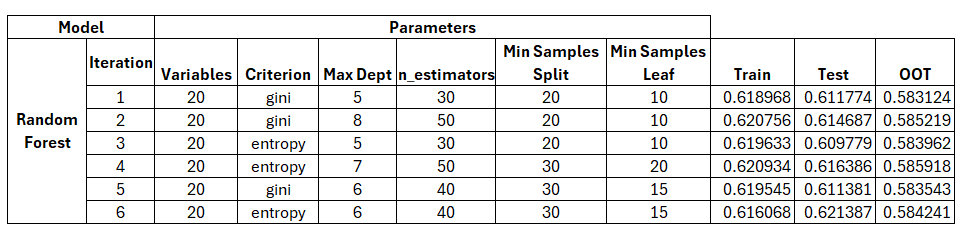 Model Parameters
Iteration Variables Criterion Max Dept n_estimators Min Samples Split Min Samples Leaf Train Test OOT
Random Forest
1 20 gini 5 30 20 10 0.618968 0.611774 0.583124
2 20 gini 8 50 20 10 0.620756 0.614687 0.585219
3 20 entropy 5 30 20 10 0.619633 0.609779 0.583962
4 20 entropy 7 50 30 20 0.620934 0.616386 0.585918
5 20 gini 6 40 30 15 0.619545 0.611381 0.583543
6 20 entropy 6 40 30 15 0.616068 0.621387 0.584241